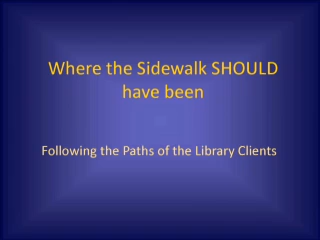 Where the Sidewalk SHOULD
have been
Following the Paths of the Library Clients